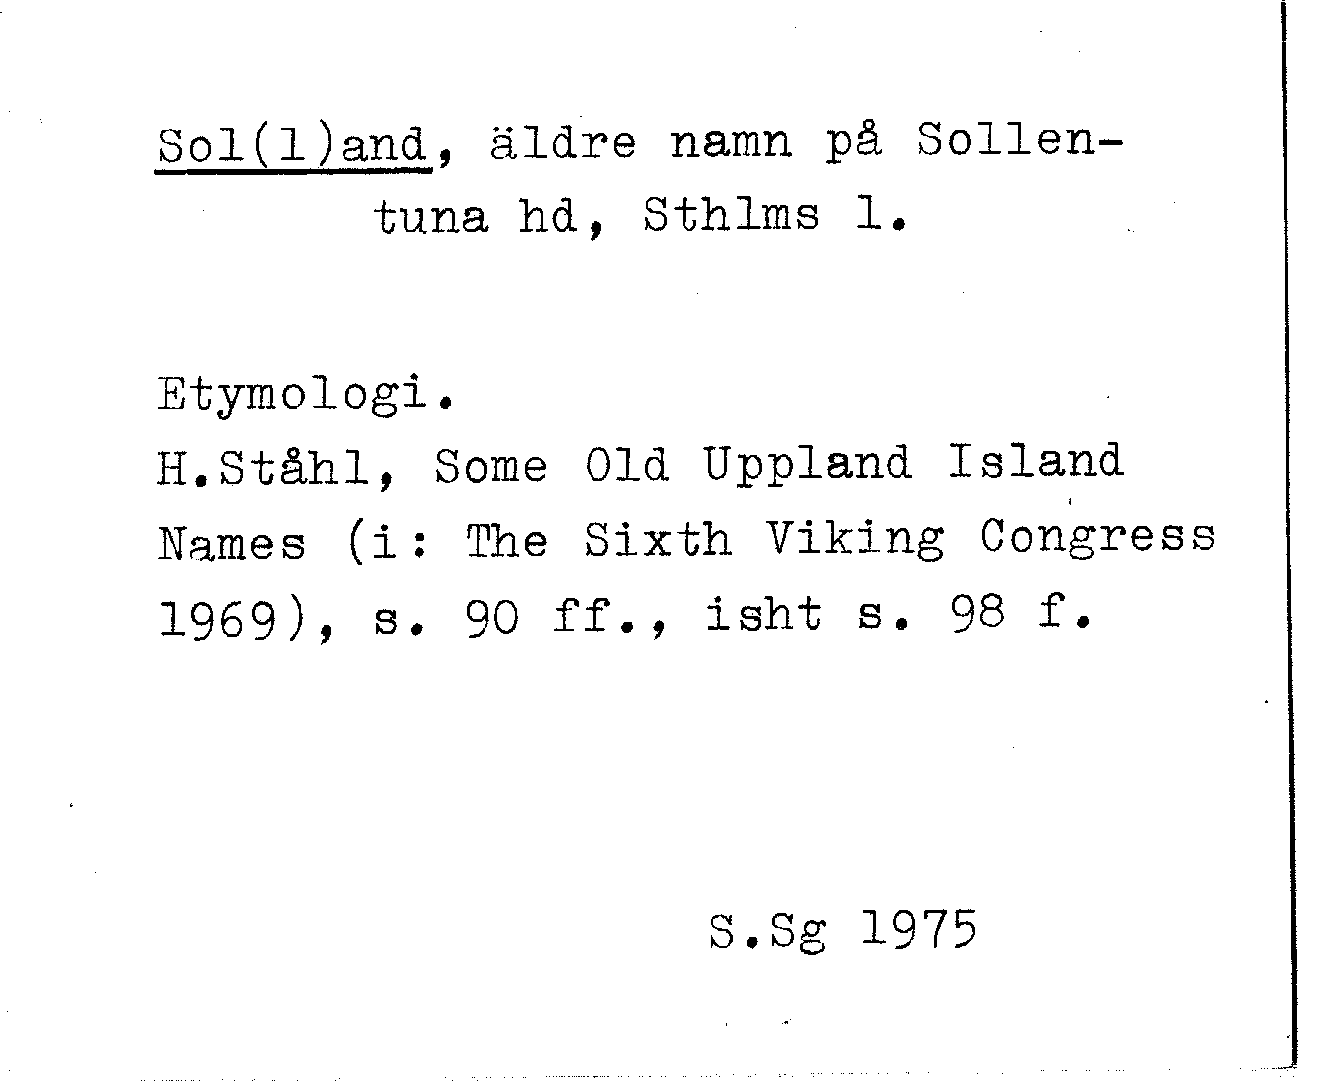 Sol(l)and, äldre namn på Sollen-
tuna hd, Sthlms l.
Etymologi.
H.Ståhl, Some Old Uppland Island
Names (i: The Sixth Viking Congress
1969), s. 90 ff., isht s. 98 f.
S.Sg 1975